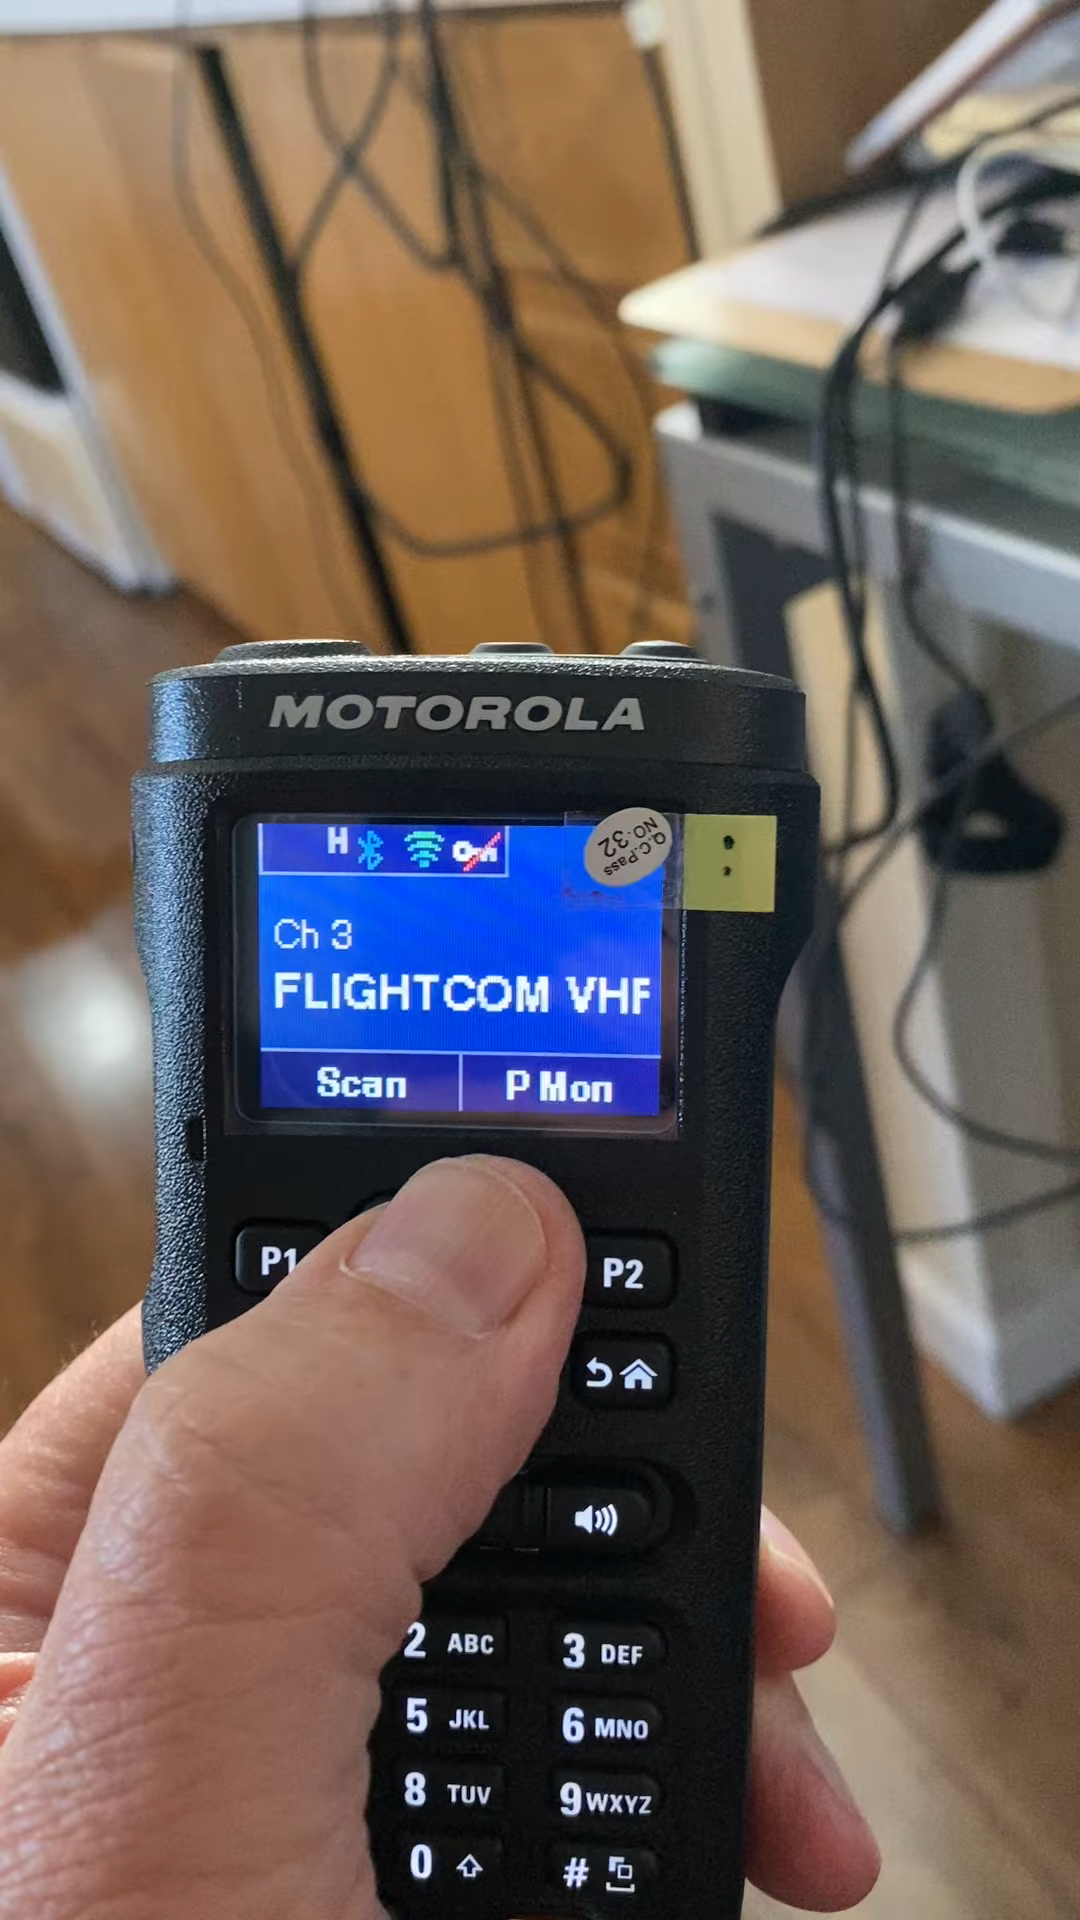 MOTOROLA
H
Q.C.Pass
NO:32
Ch 3
FLIGHTCOM VHF
Scan
P Mon
P1
P2
2 ABC
3 DEF
5 JKL
6 MNO
8 TUV
9 WXYZ
0
#